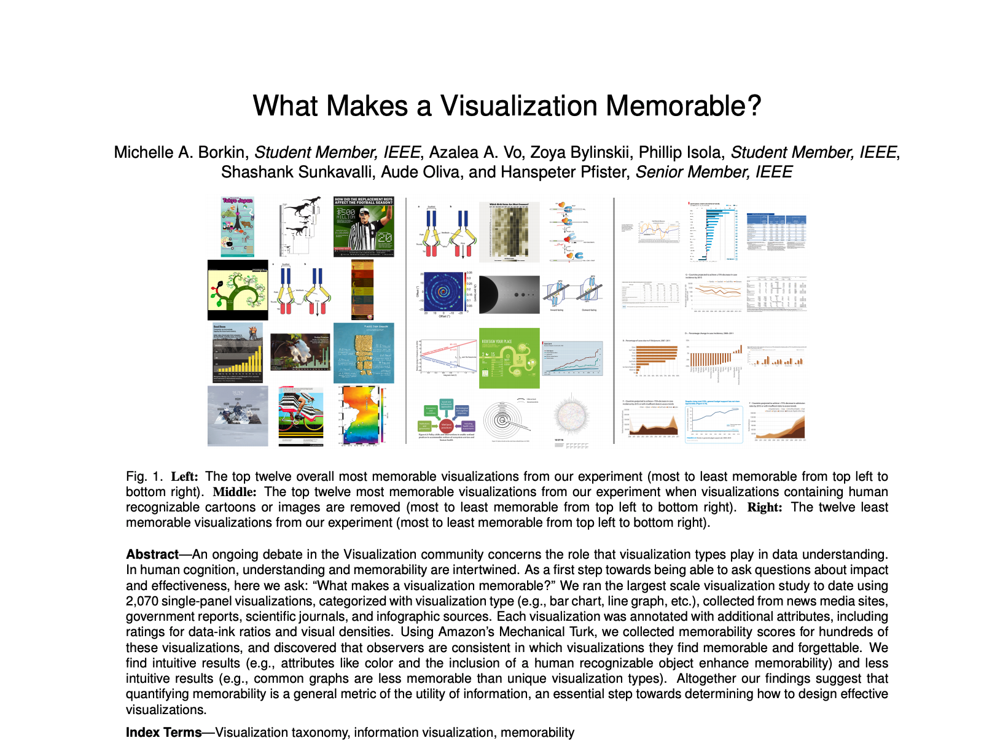 What Makes a Visualization Memorable?
Michelle A. Borkin, Student Member, IEEE, Azalea A. Vo, Zoya Bylinskii, Phillip Isola, Student Member, IEEE,
Shashank Sunkavalli, Aude Oliva, and Hanspeter Pfister, Senior Member, IEEE
Tokyo Japan
HOW DID THE REPLACEMENT REFS
AFFECT THE FOOTBALL SEASON?
$500
MILLION
20
Which Birth Dates Are Most Common?
Offset (")
Offset (")
Inward facing
Outward facing
REDESIGN YOUR PLACE
Wetland
practices
Fig. 1. Left: The top twelve overall most memorable visualizations from our experiment (most to least memorable from top left to
bottom right). Middle: The top twelve most memorable visualizations from our experiment when visualizations containing human
recognizable cartoons or images are removed (most to least memorable from top left to bottom right). Right: The twelve least
memorable visualizations from our experiment (most to least memorable from top left to bottom right).
Abstract—An ongoing debate in the Visualization community concerns the role that visualization types play in data understanding.
In human cognition, understanding and memorability are intertwined. As a first step towards being able to ask questions about impact
and effectiveness, here we ask: “What makes a visualization memorable?” We ran the largest scale visualization study to date using
2,070 single-panel visualizations, categorized with visualization type (e.g., bar chart, line graph, etc.), collected from news media sites,
government reports, scientific journals, and infographic sources. Each visualization was annotated with additional attributes, including
ratings for data-ink ratios and visual densities. Using Amazon’s Mechanical Turk, we collected memorability scores for hundreds of
these visualizations, and discovered that observers are consistent in which visualizations they find memorable and forgettable. We
find intuitive results (e.g., attributes like color and the inclusion of a human recognizable object enhance memorability) and less
intuitive results (e.g., common graphs are less memorable than unique visualization types). Altogether our findings suggest that
quantifying memorability is a general metric of the utility of information, an essential step towards determining how to design effective
visualizations.
Index Terms—Visualization taxonomy, information visualization, memorability